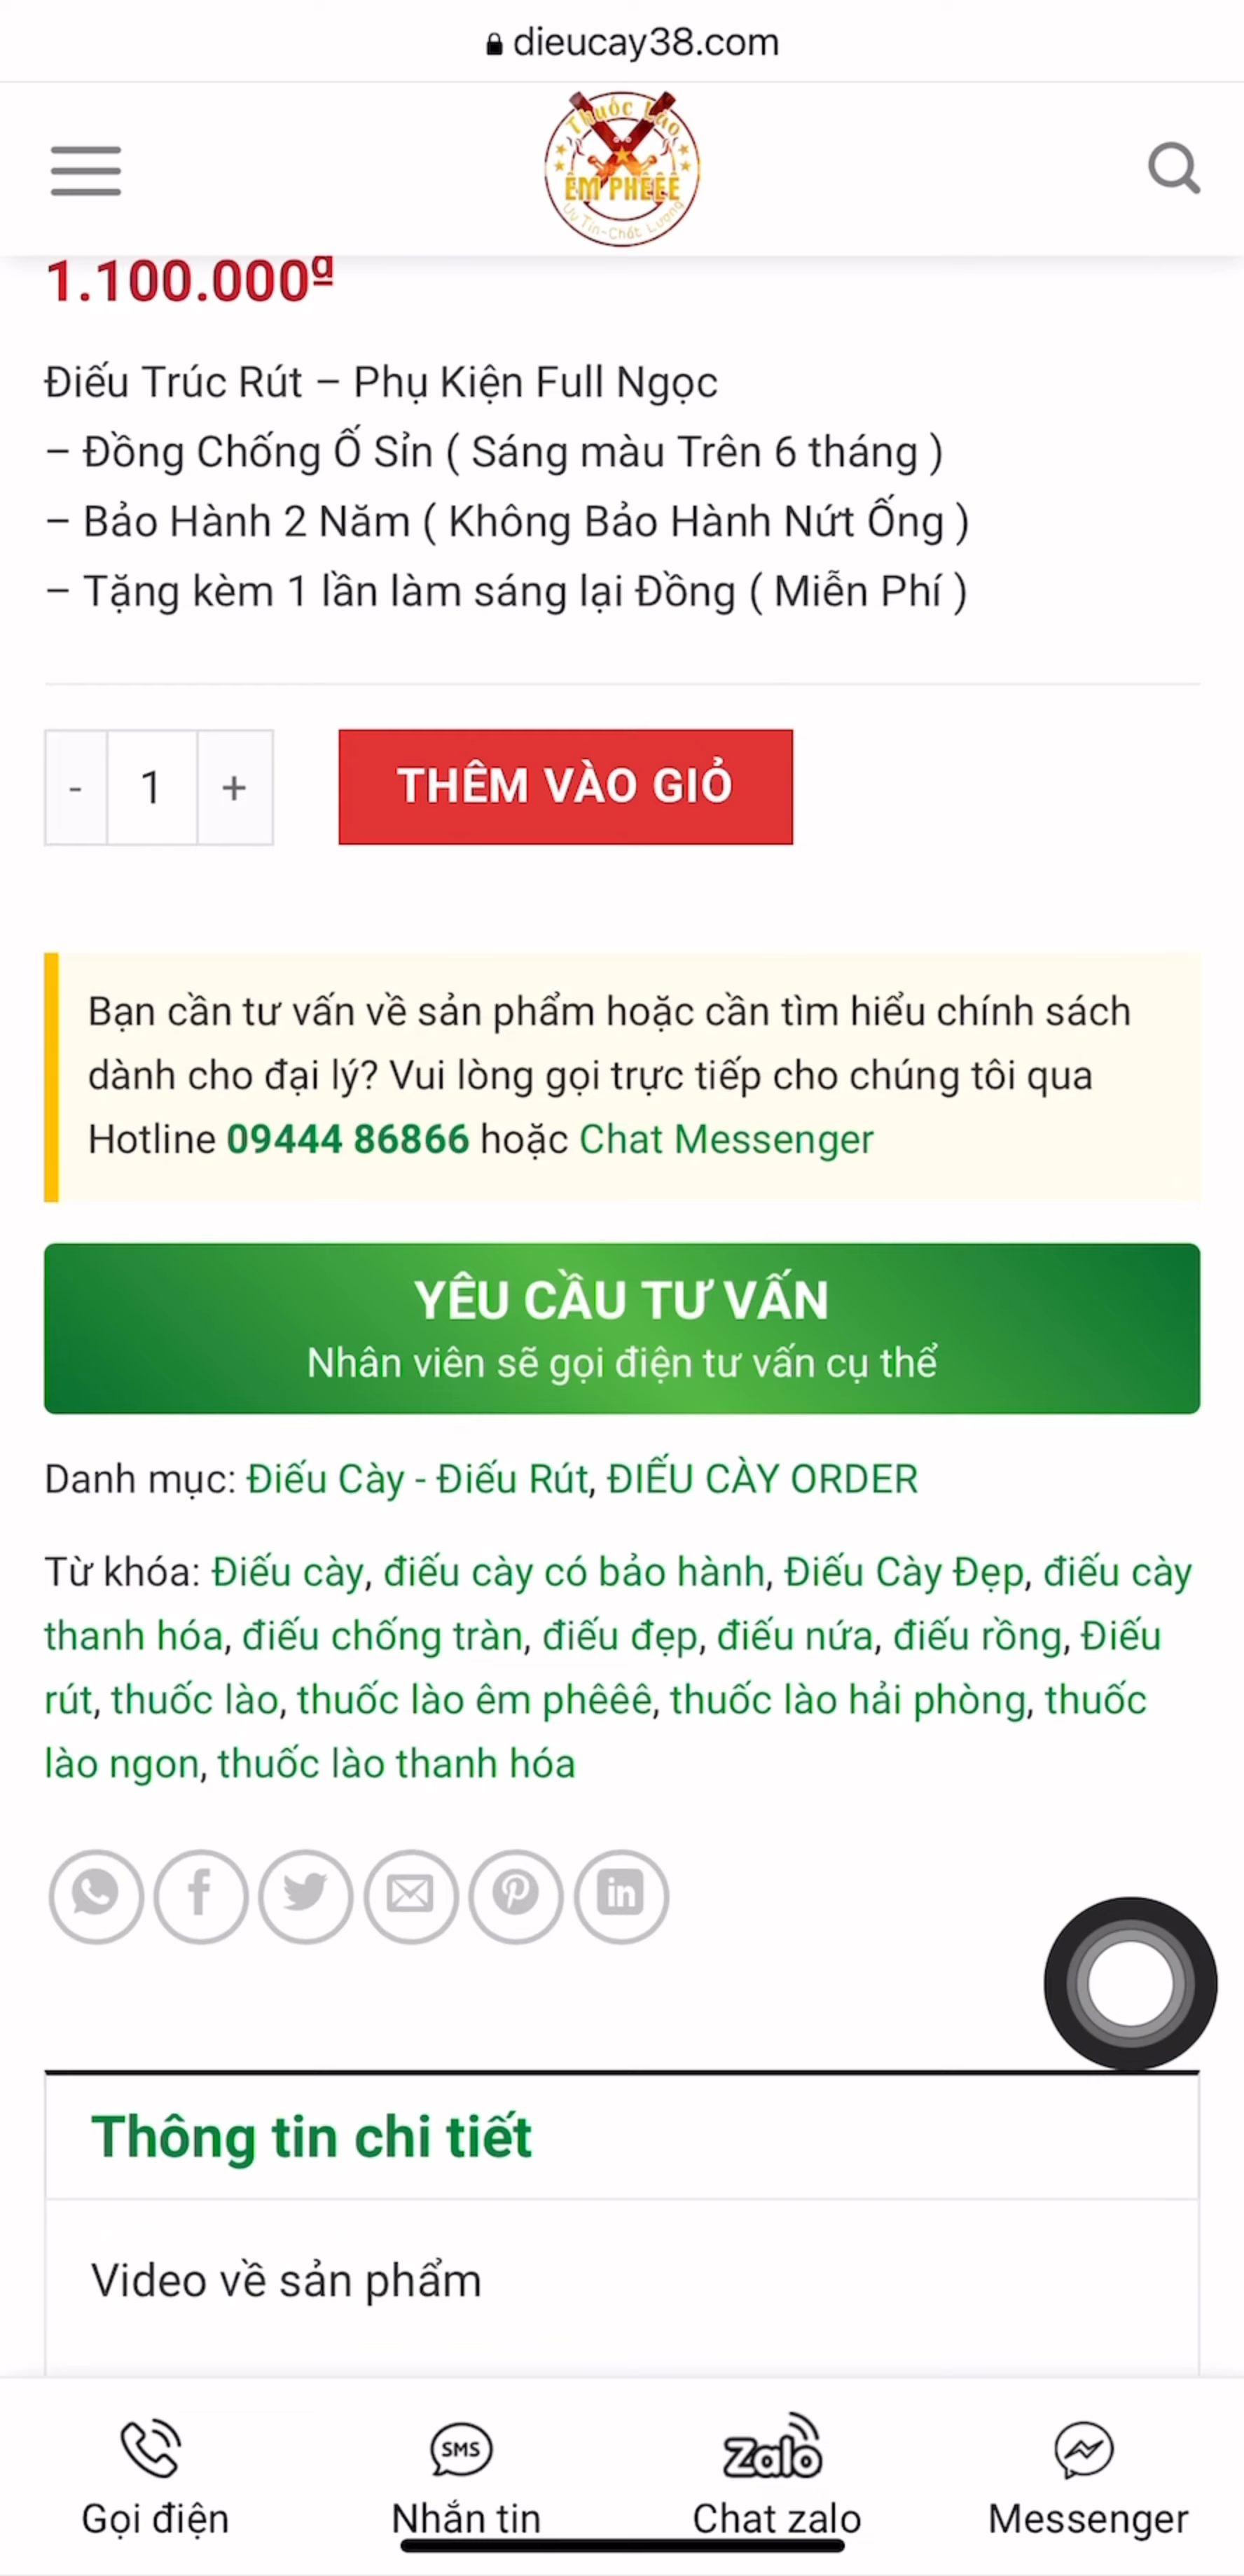 dieucay38.com
Thuốc Lào
ÊM PHÊÊÊ
Uy Tín-Chất Lượng
1.100.000₫
Điếu Trúc Rút – Phụ Kiện Full Ngọc
– Đồng Chống Ố Sỉn ( Sáng màu Trên 6 tháng )
– Bảo Hành 2 Năm ( Không Bảo Hành Nứt Ống )
– Tặng kèm 1 lần làm sáng lại Đồng ( Miễn Phí )
- 1 +
THÊM VÀO GIỎ
Bạn cần tư vấn về sản phẩm hoặc cần tìm hiểu chính sách
dành cho đại lý? Vui lòng gọi trực tiếp cho chúng tôi qua
Hotline 09444 86866 hoặc Chat Messenger
YÊU CẦU TƯ VẤN
Nhân viên sẽ gọi điện tư vấn cụ thể
Danh mục: Điếu Cày - Điếu Rút, ĐIẾU CÀY ORDER
Từ khóa: Điếu cày, điếu cày có bảo hành, Điếu Cày Đẹp, điếu cày
thanh hóa, điếu chống tràn, điếu đẹp, điếu nứa, điếu rồng, Điếu
rút, thuốc lào, thuốc lào êm phêêê, thuốc lào hải phòng, thuốc
lào ngon, thuốc lào thanh hóa
Thông tin chi tiết
Video về sản phẩm
SMS
Zalo
Gọi điện
Nhắn tin
Chat zalo
Messenger